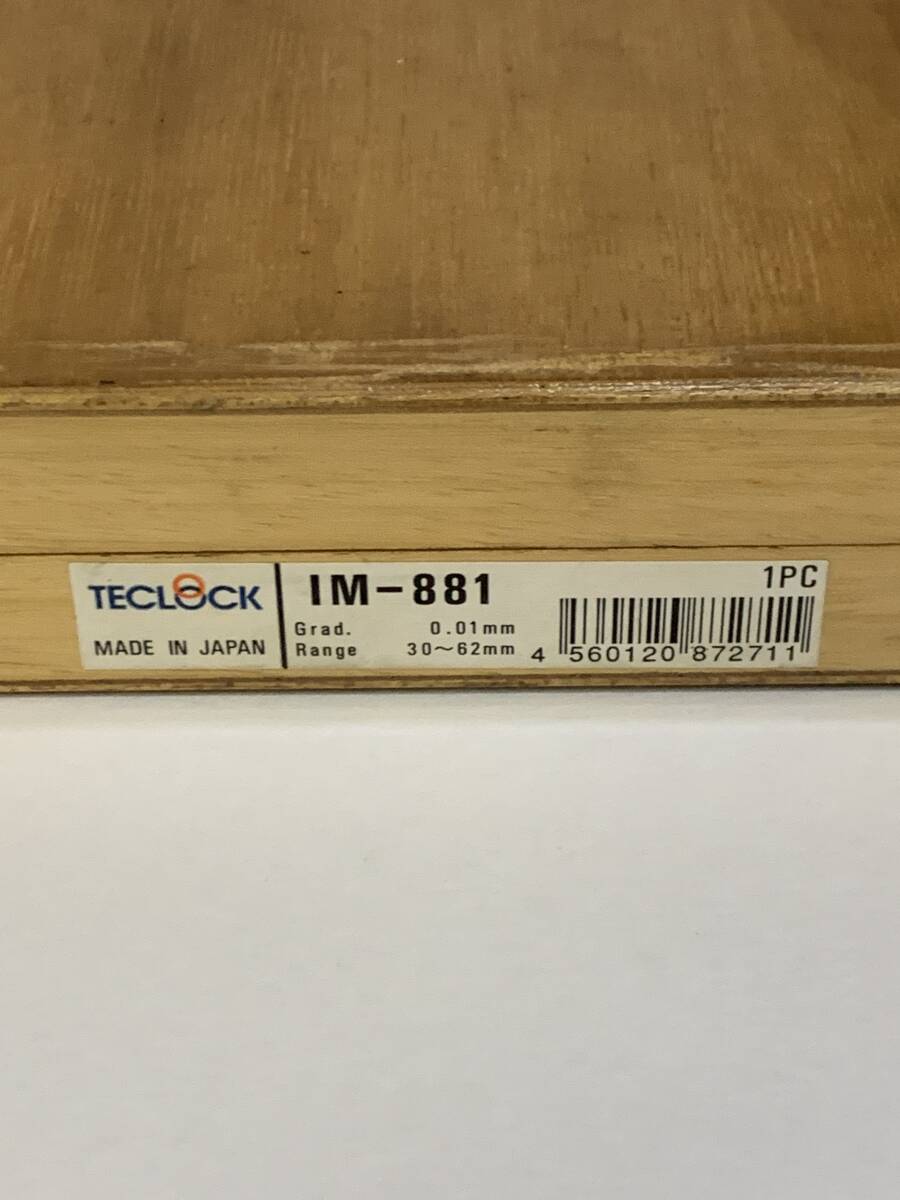 TECLOCK
MADE IN JAPAN
IM-881
1PC
Grad. 0.01mm
Range 30~62mm
4 560120 872711